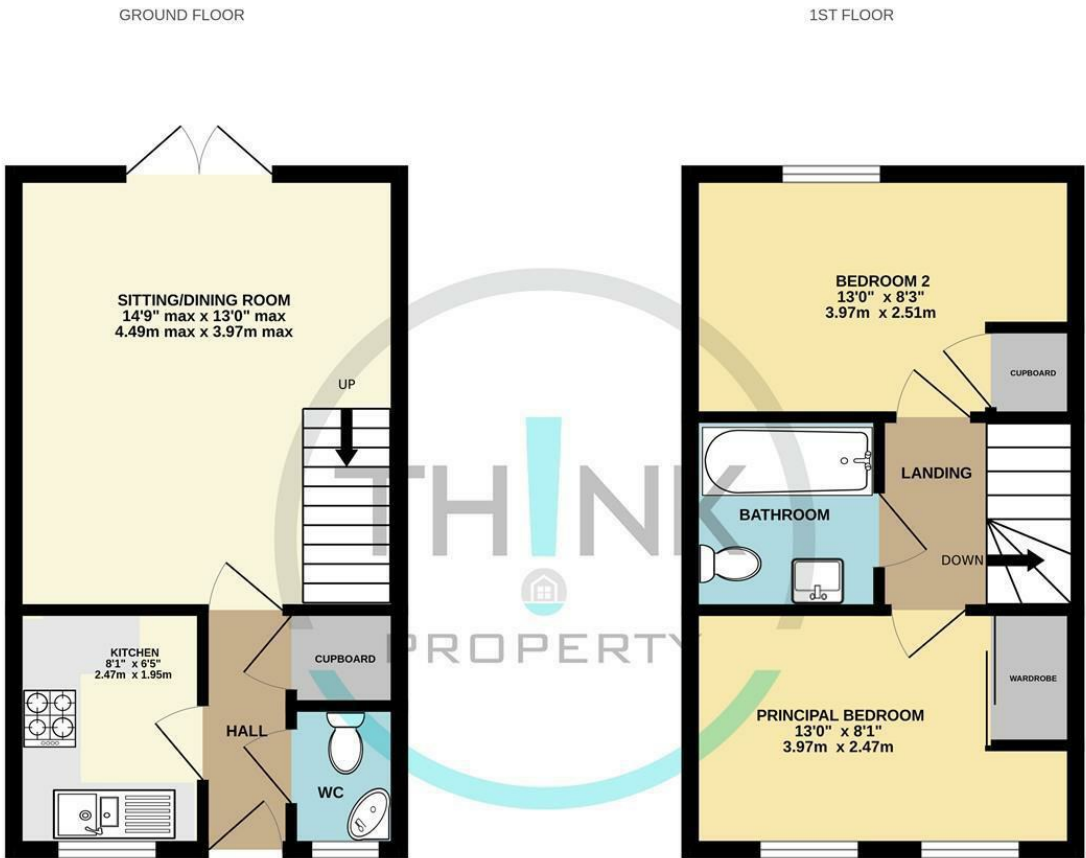 GROUND FLOOR
1ST FLOOR
SITTING/DINING ROOM
14'9" max x 13'0" max
4.49m max x 3.97m max
UP
KITCHEN
8'1" x 6'5"
2.47m x 1.95m
HALL
CUPBOARD
WC
BEDROOM 2
13'0" x 8'3"
3.97m x 2.51m
CUPBOARD
LANDING
BATHROOM
DOWN
WARDROBE
PRINCIPAL BEDROOM
13'0" x 8'1"
3.97m x 2.47m
TH!NK
PROPERTY